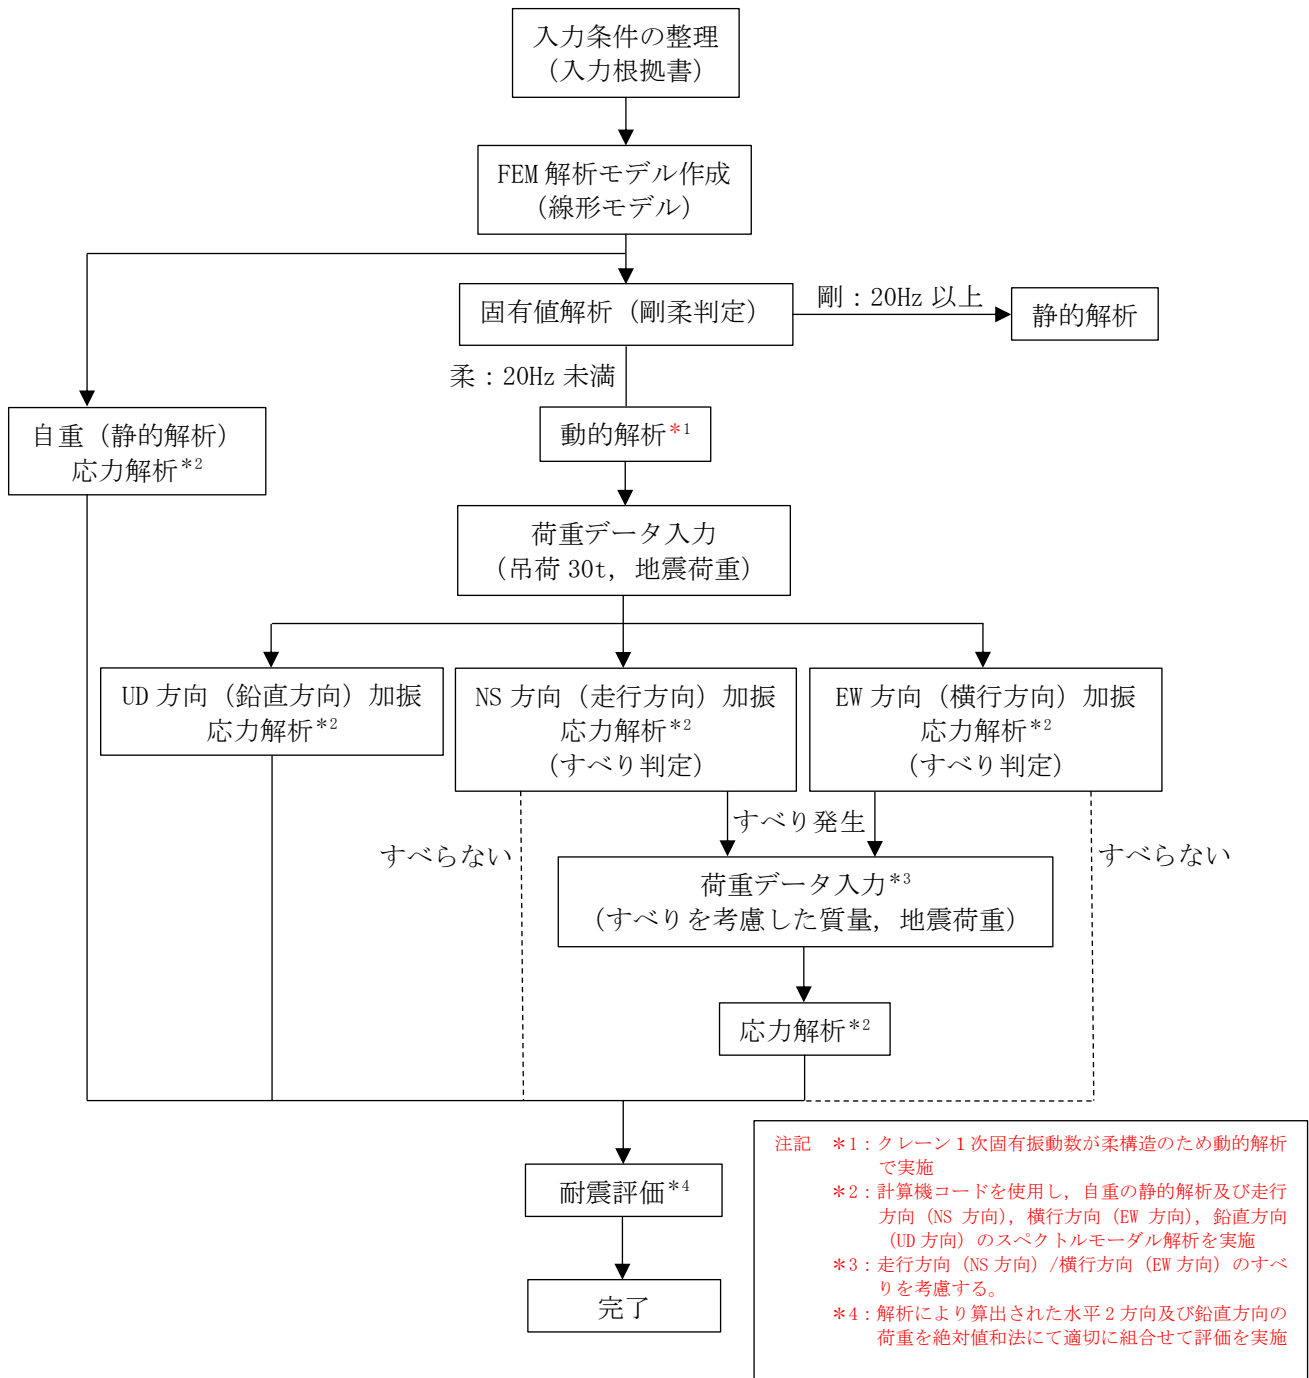 入力条件の整理
(入力根拠書)
FEM 解析モデル作成
(線形モデル)
固有値解析（剛柔判定）
剛：20Hz 以上
静的解析
柔：20Hz 未満
自重（静的解析）
応力解析*2
動的解析*1
荷重データ入力
(吊荷 30t, 地震荷重)
UD 方向（鉛直方向）加振
応力解析*2
NS 方向（走行方向）加振
応力解析*2
(すべり判定)
EW 方向（横行方向）加振
応力解析*2
(すべり判定)
すべり発生
すべらない
すべらない
荷重データ入力*3
(すべりを考慮した質量, 地震荷重)
応力解析*2
耐震評価*4
完了
注記　*1：クレーン１次固有振動数が柔構造のため動的解析
で実施
*2：計算機コードを使用し，自重の静的解析及び走行
方向（NS 方向），横行方向（EW 方向），鉛直方向
（UD 方向）のスペクトルモーダル解析を実施
*3：走行方向（NS 方向）/横行方向（EW 方向）のすべ
りを考慮する。
*4：解析により算出された水平 2 方向及び鉛直方向の
荷重を絶対値和法にて適切に組合せて評価を実施